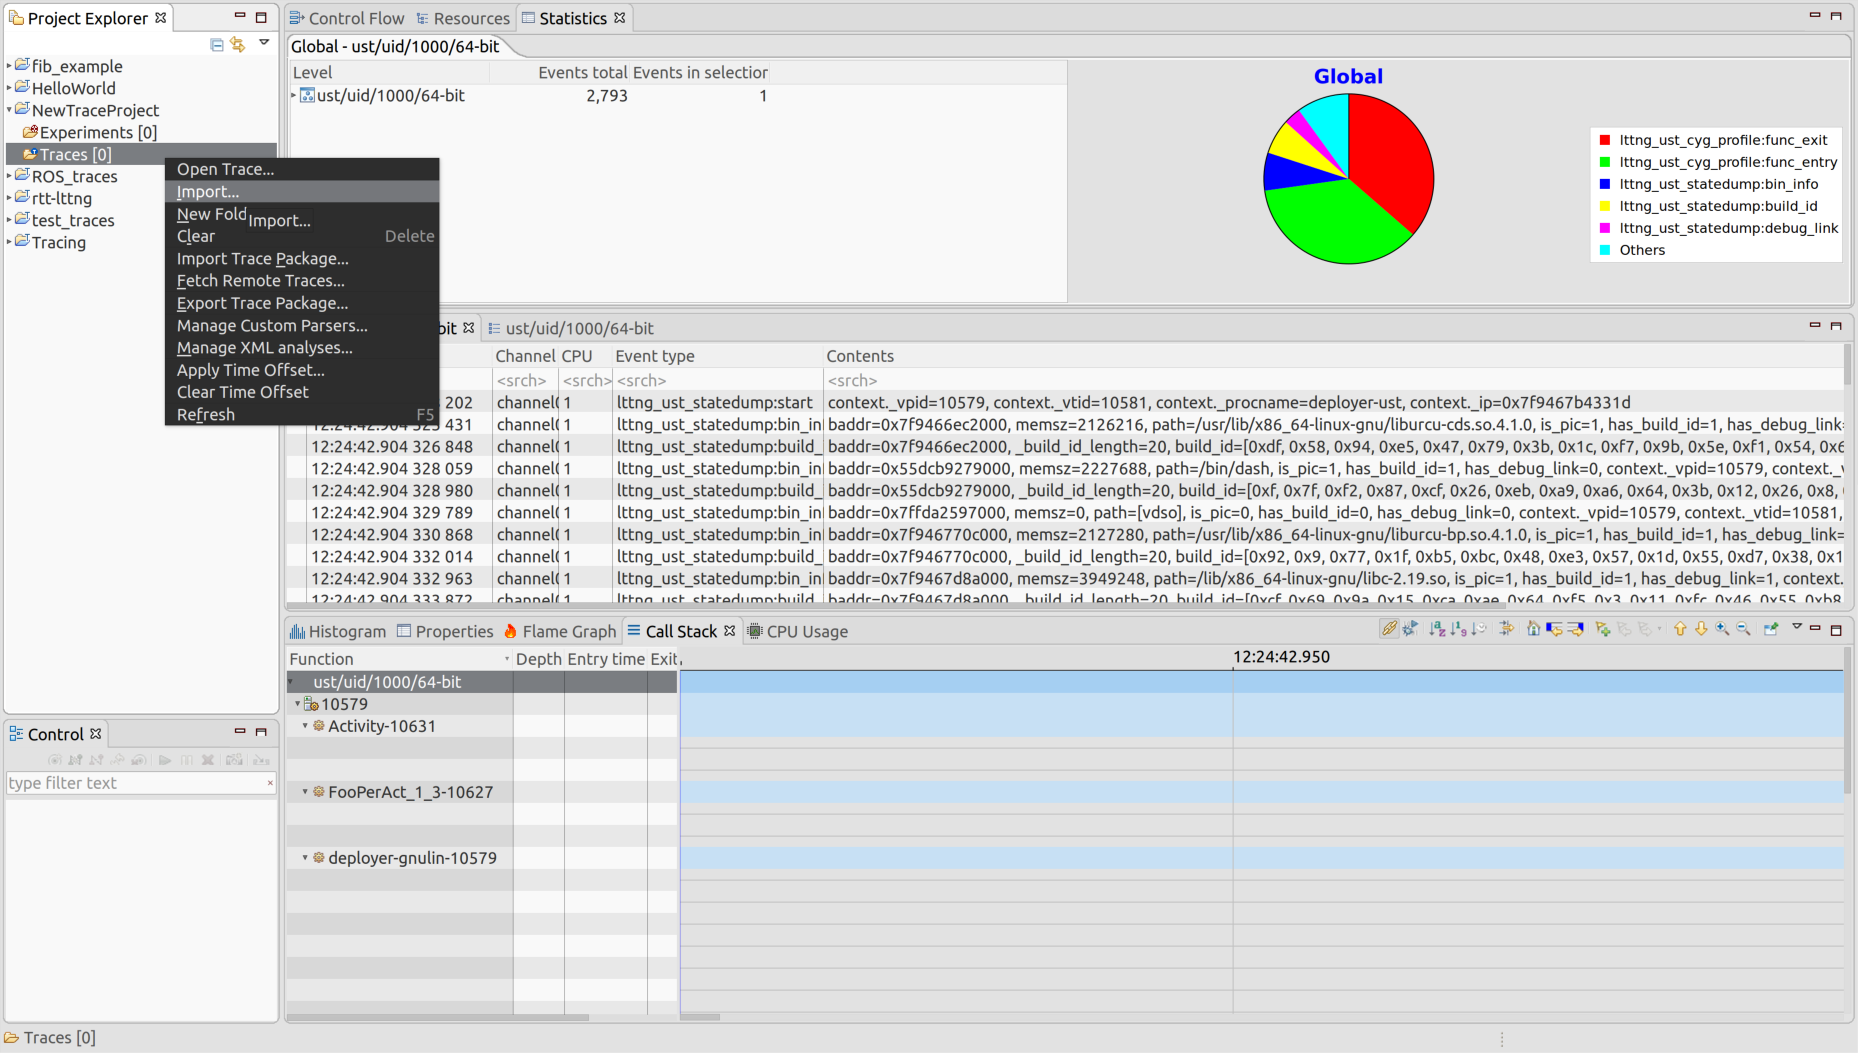 Project Explorer
Control Flow
Resources
Statistics
Global - ust/uid/1000/64-bit
Level
Events total
Events in selection
ust/uid/1000/64-bit
2,793
1
fib_example
HelloWorld
NewTraceProject
Experiments [0]
Traces [0]
ROS_traces
rtt-lttng
test_traces
Tracing
Open Trace...
Import...
New Fold
Import...
Clear
Delete
Import Trace Package...
Fetch Remote Traces...
Export Trace Package...
Manage Custom Parsers...
Manage XML analyses...
Apply Time Offset...
Clear Time Offset
Refresh
F5
Global
lttng_ust_cyg_profile:func_exit
lttng_ust_cyg_profile:func_entry
lttng_ust_statedump:bin_info
lttng_ust_statedump:build_id
lttng_ust_statedump:debug_link
Others
bit
ust/uid/1000/64-bit
Channel CPU Event type Contents
<srch> <srch> <srch> <srch>
202 channel0 1 lttng_ust_statedump:start context._vpid=10579, context._vtid=10581, context._procname=deployer-ust, context._ip=0x7f9467b4331d
12:24:42.904 325 431 channel0 1 lttng_ust_statedump:bin_in baddr=0x7f9466ec2000, memsz=2126216, path=/usr/lib/x86_64-linux-gnu/liburcu-cds.so.4.1.0, is_pic=1, has_build_id=1, has_debug_link=
12:24:42.904 326 848 channel0 1 lttng_ust_statedump:build_ baddr=0x7f9466ec2000, _build_id_length=20, build_id=[0xdf, 0x58, 0x94, 0xe5, 0x47, 0x79, 0x3b, 0x1c, 0xf7, 0x9b, 0x5e, 0xf1, 0x54, 0x6
12:24:42.904 328 059 channel0 1 lttng_ust_statedump:bin_in baddr=0x55dcb9279000, memsz=2227688, path=/bin/dash, is_pic=1, has_build_id=1, has_debug_link=0, context._vpid=10579, context._v
12:24:42.904 328 980 channel0 1 lttng_ust_statedump:build_ baddr=0x55dcb9279000, _build_id_length=20, build_id=[0xf, 0x7f, 0xf2, 0x87, 0xcf, 0x26, 0xeb, 0xa9, 0xa6, 0x64, 0x3b, 0x12, 0x26, 0x8,
12:24:42.904 329 789 channel0 1 lttng_ust_statedump:bin_in baddr=0x7ffda2597000, memsz=0, path=[vdso], is_pic=0, has_build_id=0, has_debug_link=0, context._vpid=10579, context._vtid=10581,
12:24:42.904 330 868 channel0 1 lttng_ust_statedump:bin_in baddr=0x7f946770c000, memsz=2127280, path=/usr/lib/x86_64-linux-gnu/liburcu-bp.so.4.1.0, is_pic=1, has_build_id=1, has_debug_link=
12:24:42.904 332 014 channel0 1 lttng_ust_statedump:build_ baddr=0x7f946770c000, _build_id_length=20, build_id=[0x92, 0x9, 0x77, 0x1f, 0xb5, 0xbc, 0x48, 0xe3, 0x57, 0x1d, 0x55, 0xd7, 0x38, 0x1
12:24:42.904 332 963 channel0 1 lttng_ust_statedump:bin_in baddr=0x7f9467d8a000, memsz=3949248, path=/lib/x86_64-linux-gnu/libc-2.19.so, is_pic=1, has_build_id=1, has_debug_link=1, context.
12:24:42.904 333 872 channel0 1 lttng_ust_statedump:build_ baddr=0x7f9467d8a000, _build_id_length=20, build_id=[0xcf, 0x69, 0x9a, 0x15, 0xca, 0xae, 0x64, 0xf5, 0x3, 0x11, 0xfc, 0x46, 0x55, 0xb8
Histogram
Properties
Flame Graph
Call Stack
CPU Usage
Function Depth Entry time Exit
12:24:42.950
ust/uid/1000/64-bit
10579
Activity-10631
FooPerAct_1_3-10627
deployer-gnulin-10579
Control
type filter text
Traces [0]